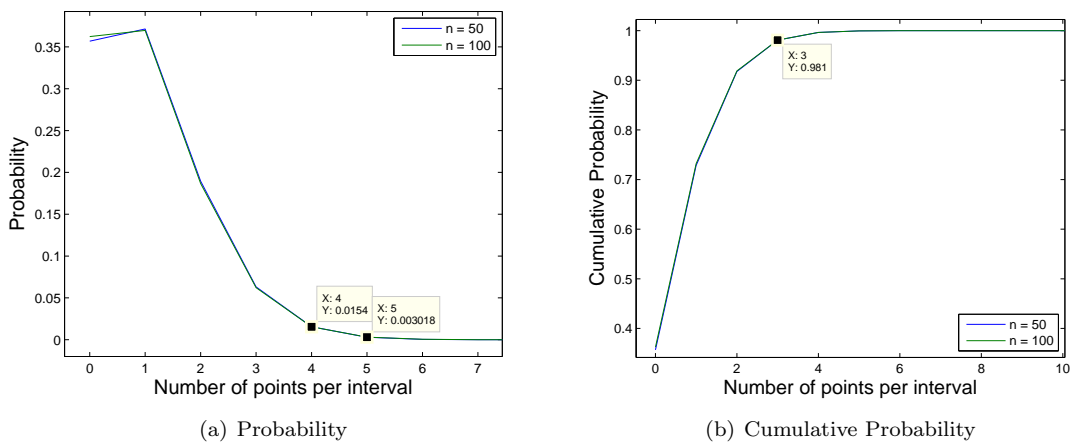 0.35
0.3
0.25
0.2
0.15
0.1
0.05
0
Probability
n = 50
n = 100
X: 4
Y: 0.0154
X: 5
Y: 0.003018
0 1 2 3 4 5 6 7
Number of points per interval
(a) Probability
1
0.9
0.8
0.7
0.6
0.5
0.4
Cumulative Probability
X: 3
Y: 0.981
n = 50
n = 100
0 2 4 6 8 10
Number of points per interval
(b) Cumulative Probability